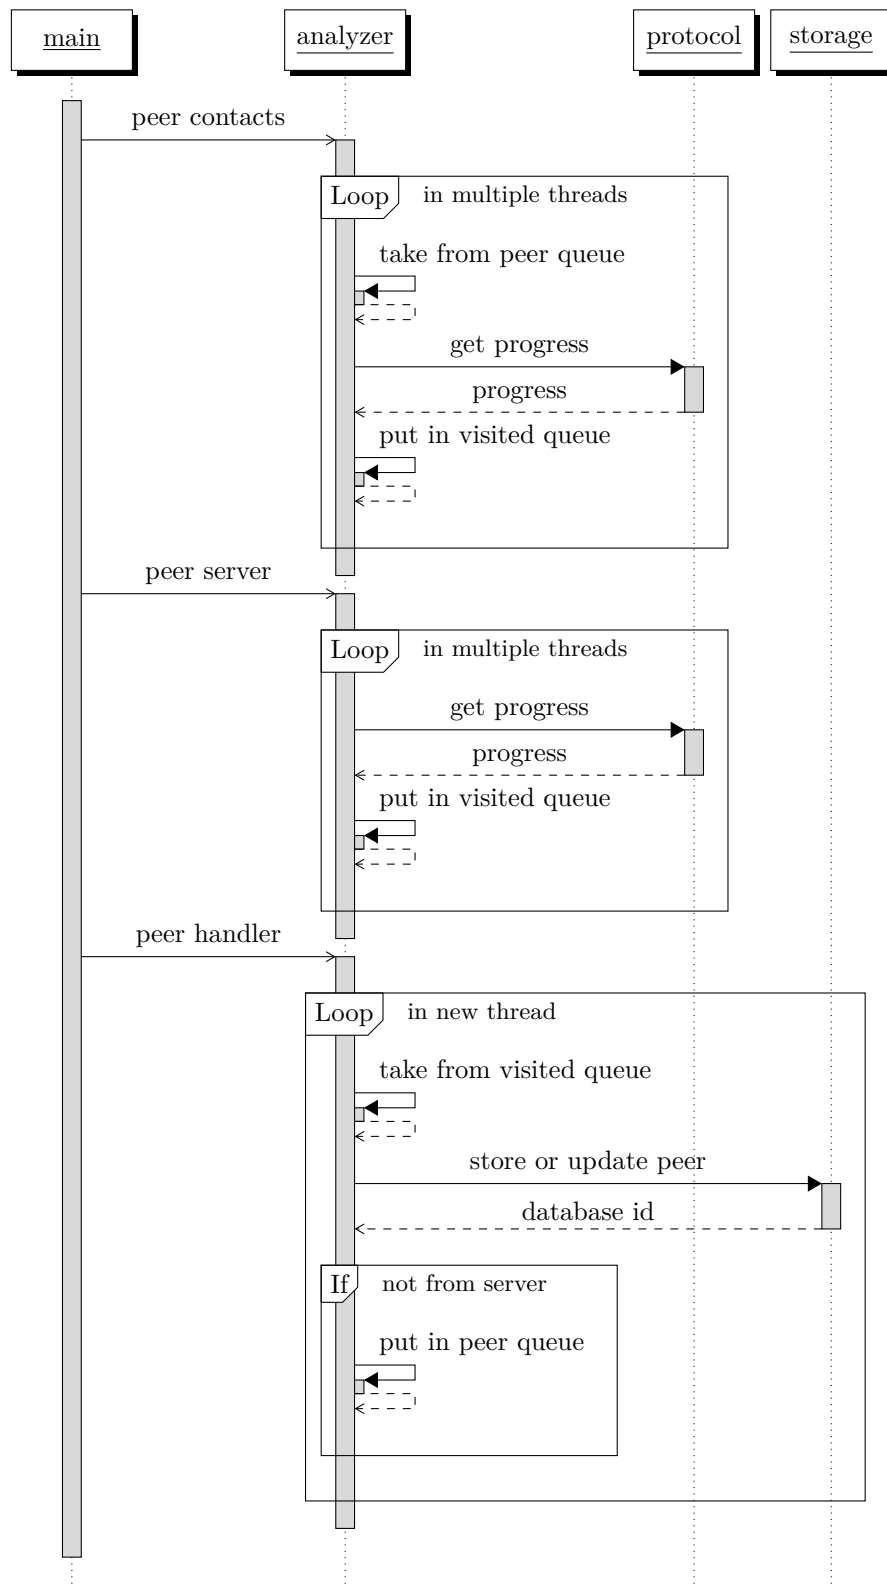 main
analyzer
protocol
storage
peer contacts
Loop
in multiple threads
take from peer queue
get progress
progress
put in visited queue
peer server
Loop
in multiple threads
get progress
progress
put in visited queue
peer handler
Loop
in new thread
take from visited queue
store or update peer
database id
If
not from server
put in peer queue